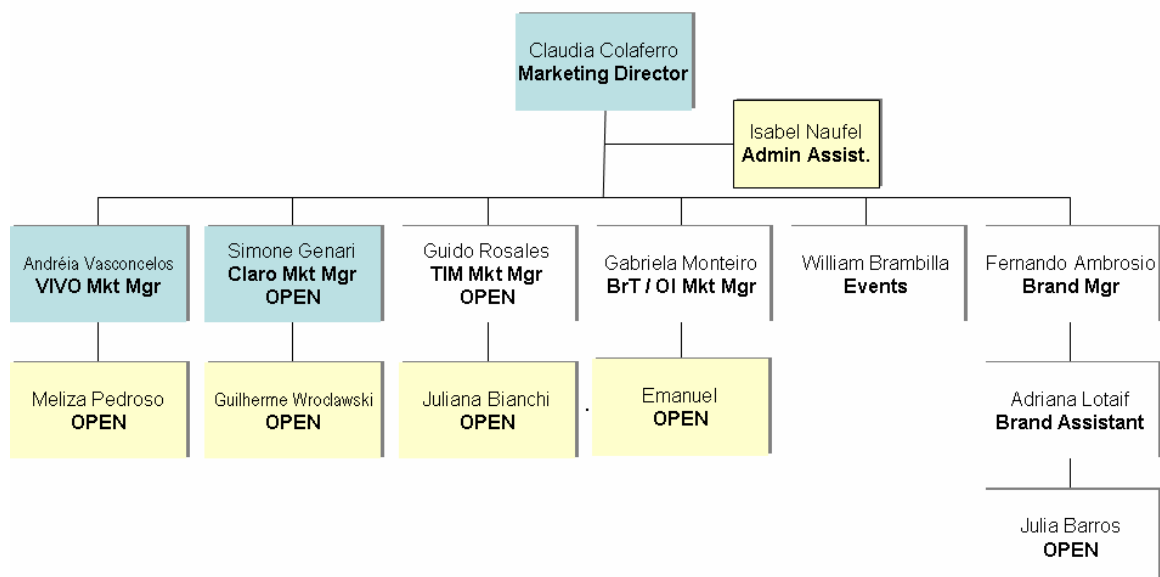 Claudia Colaferro
Marketing Director
Isabel Naufel
Admin Assist.
Andréia Vasconcelos
VIVO Mkt Mgr
Simone Genari
Claro Mkt Mgr
OPEN
Guido Rosales
TIM Mkt Mgr
OPEN
Gabriela Monteiro
BrT / OI Mkt Mgr
William Brambilla
Events
Fernando Ambrosio
Brand Mgr
Meliza Pedroso
OPEN
Guilherme Wroclawski
OPEN
Juliana Bianchi
OPEN
.
Emanuel
OPEN
Adriana Lotaif
Brand Assistant
Julia Barros
OPEN